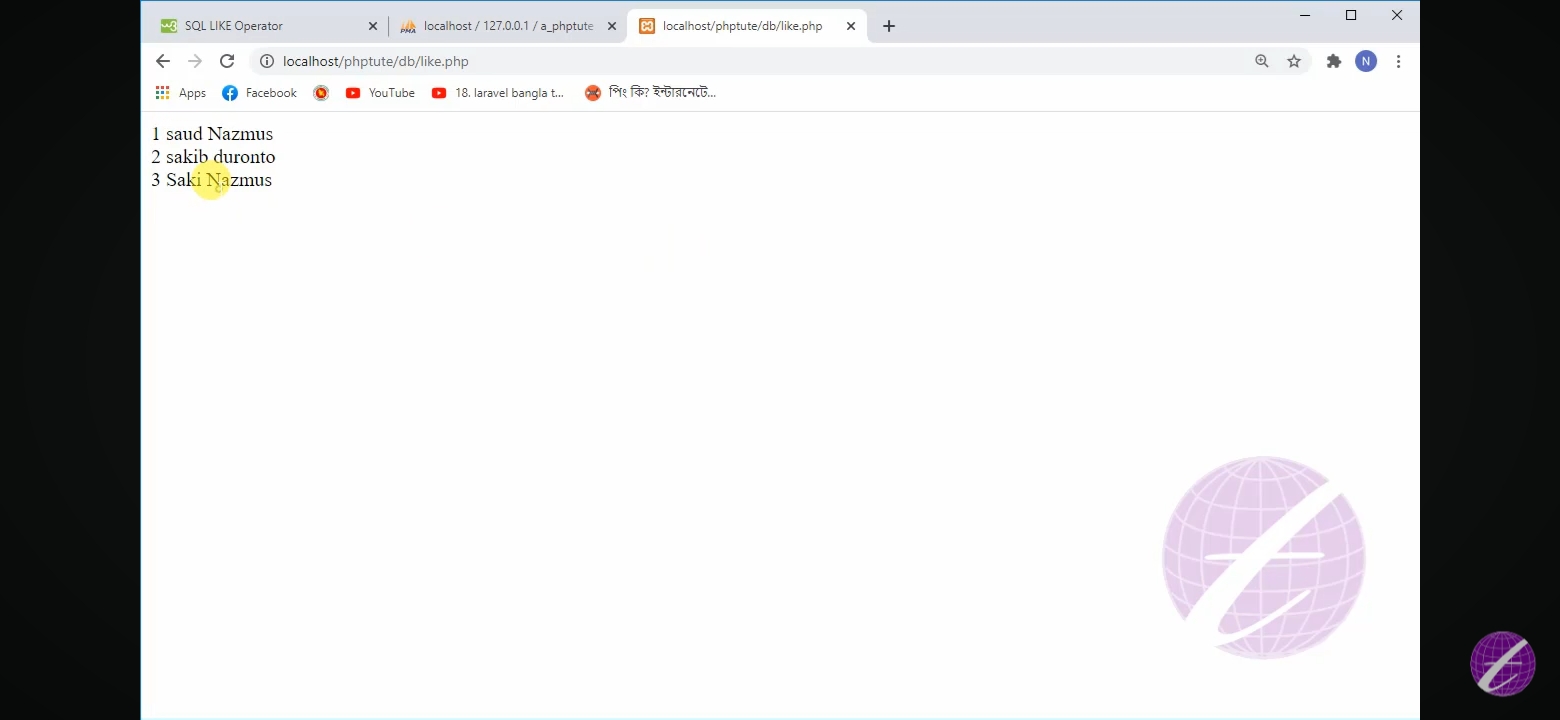 SQL LIKE Operator
localhost / 127.0.0.1 / a_phptute
localhost/phptute/db/like.php
localhost/phptute/db/like.php
N
Apps
Facebook
YouTube
18. laravel bangla t...
পিং কি? ইন্টারনেটে...
1 saud Nazmus
2 sakib duronto
3 Saki Nazmus